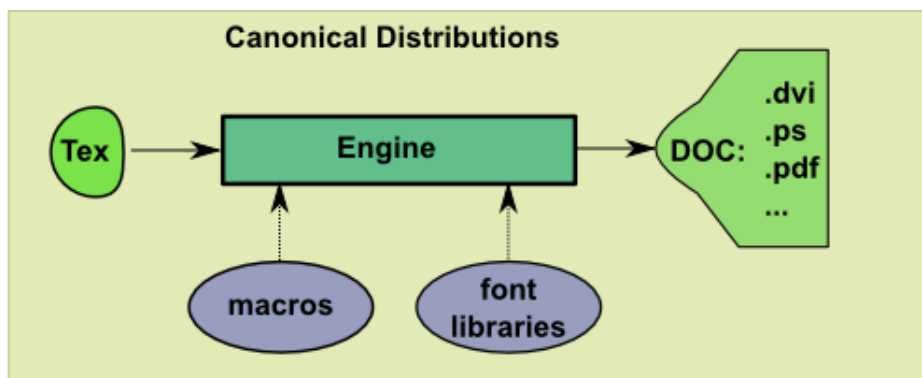 Canonical Distributions
Tex
Engine
DOC:
.dvi
.ps
.pdf
...
macros
font
libraries